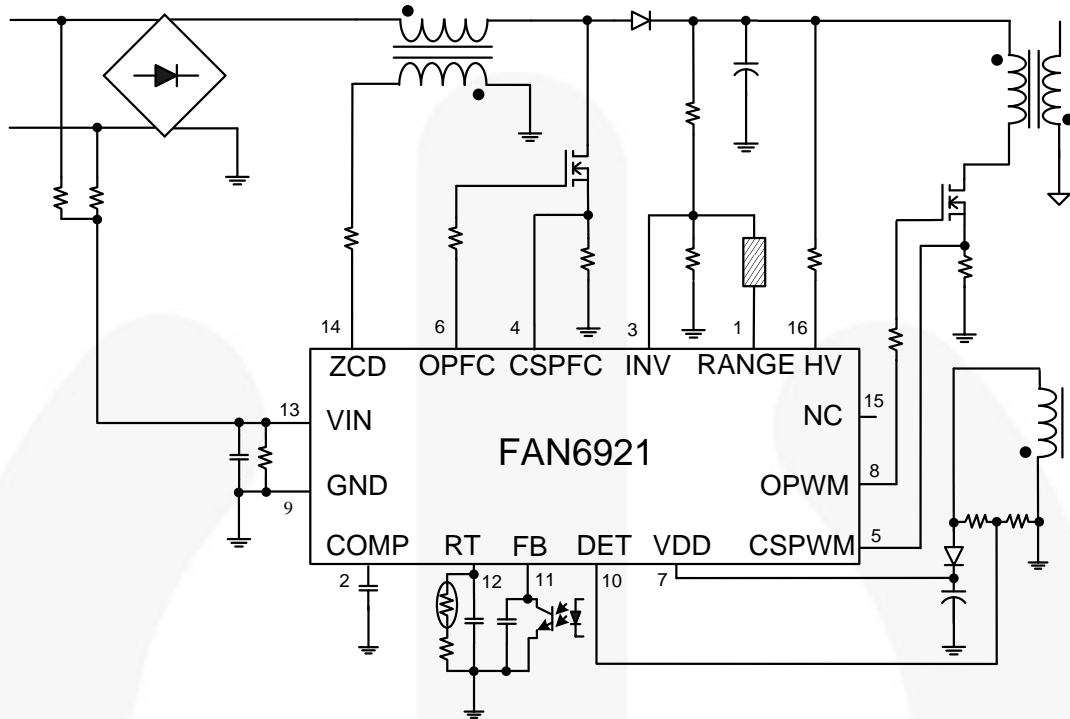 14 6 4 3 1 16
ZCD OPFC CSPFC INV RANGE HV
13 VIN
NC 15
FAN6921
GND
9
OPWM 8
COMP RT FB DET VDD CSPWM 5
2 12 11 10 7